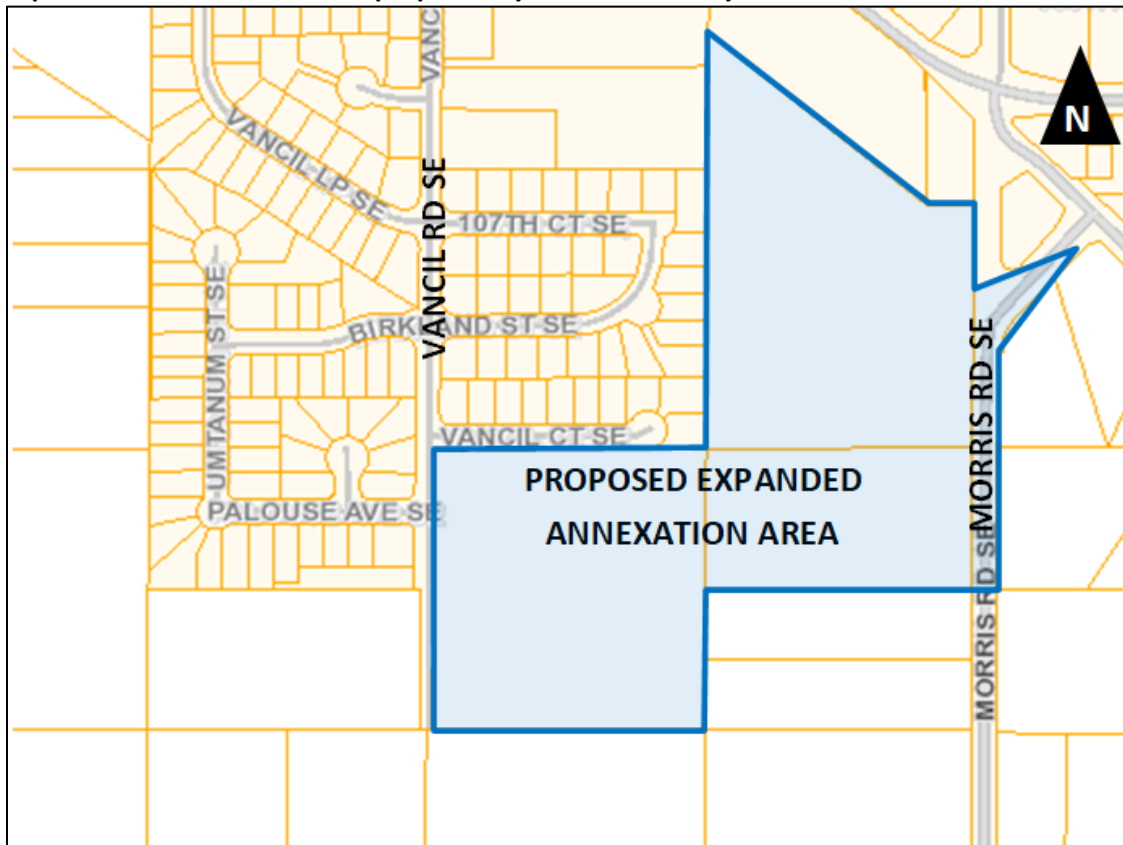 VANC
N
VANCIL LP SE
VANCIL RD SE
107TH CT SE
BIRKLAND ST SE
UMTANUM ST SE
MORRIS RD SE
VANCIL CT SE
PROPOSED EXPANDED
ANNEXATION AREA
PALOUSE AVE SE
MORRIS RD SE